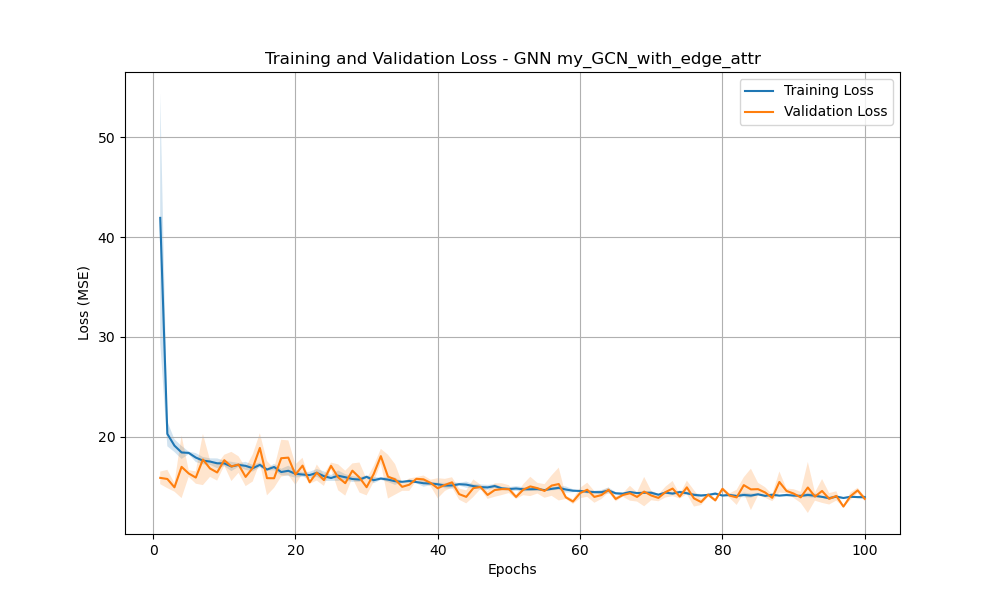 Training and Validation Loss - GNN my_GCN_with_edge_attr
Training Loss
Validation Loss
Loss (MSE)
50
40
30
20
0
20
40
60
80
100
Epochs